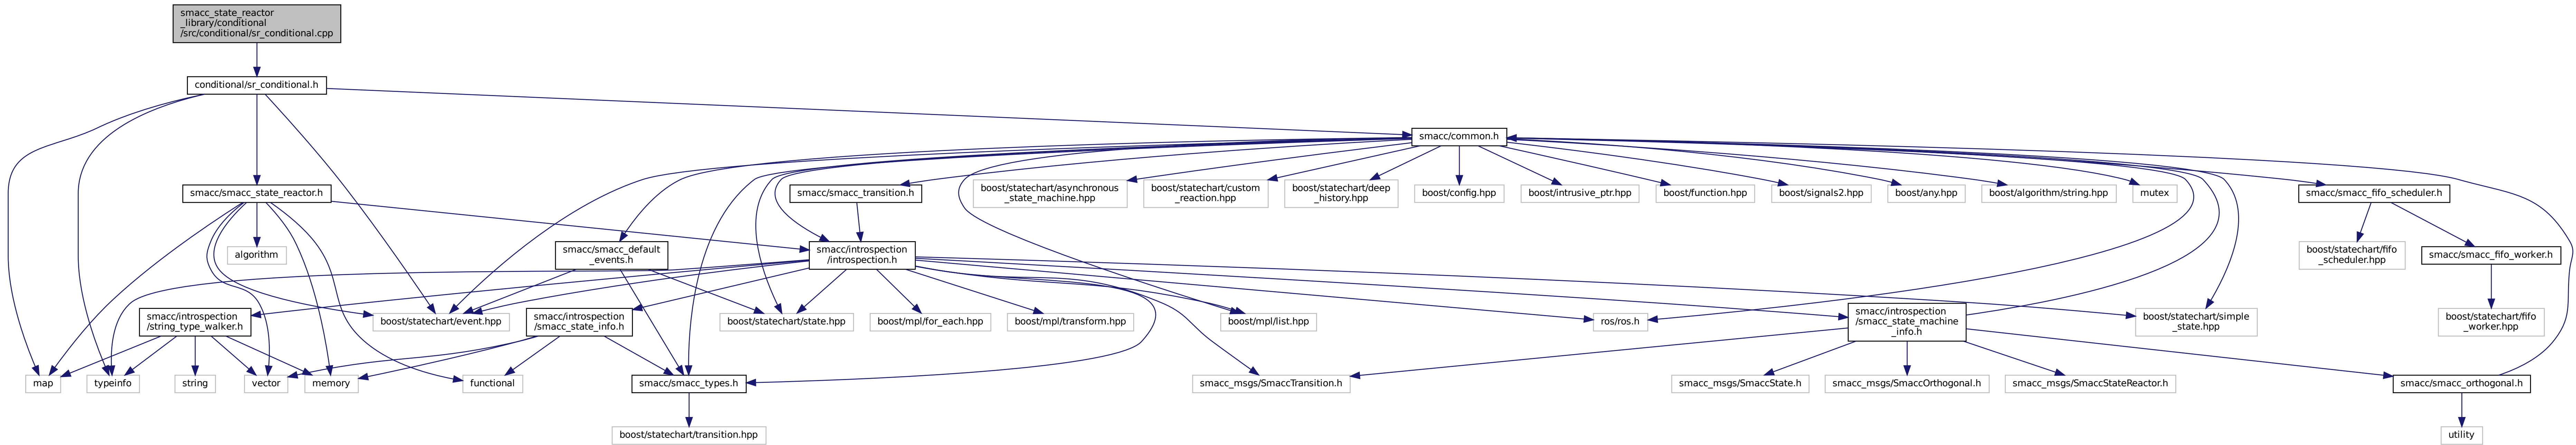 smacc_state_reactor
_library/conditional
/src/conditional/sr_conditional.cpp
conditional/sr_conditional.h
smacc/common.h
smacc/smacc_state_reactor.h
smacc/smacc_transition.h
boost/statechart/asynchronous
_state_machine.hpp
boost/statechart/custom
_reaction.hpp
boost/statechart/deep
_history.hpp
boost/config.hpp
boost/intrusive_ptr.hpp
boost/function.hpp
boost/signals2.hpp
boost/any.hpp
boost/algorithm/string.hpp
mutex
smacc/smacc_fifo_scheduler.h
algorithm
smacc/smacc_default
_events.h
smacc/introspection
/introspection.h
boost/statechart/fifo
_scheduler.hpp
smacc/smacc_fifo_worker.h
smacc/introspection
/string_type_walker.h
boost/statechart/event.hpp
smacc/introspection
/smacc_state_info.h
boost/statechart/state.hpp
boost/mpl/for_each.hpp
boost/mpl/transform.hpp
boost/mpl/list.hpp
ros/ros.h
smacc/introspection
/smacc_state_machine
_info.h
boost/statechart/simple
_state.hpp
boost/statechart/fifo
_worker.hpp
map
typeinfo
string
vector
memory
functional
smacc/smacc_types.h
smacc_msgs/SmaccTransition.h
smacc_msgs/SmaccState.h
smacc_msgs/SmaccOrthogonal.h
smacc_msgs/SmaccStateReactor.h
smacc/smacc_orthogonal.h
boost/statechart/transition.hpp
utility